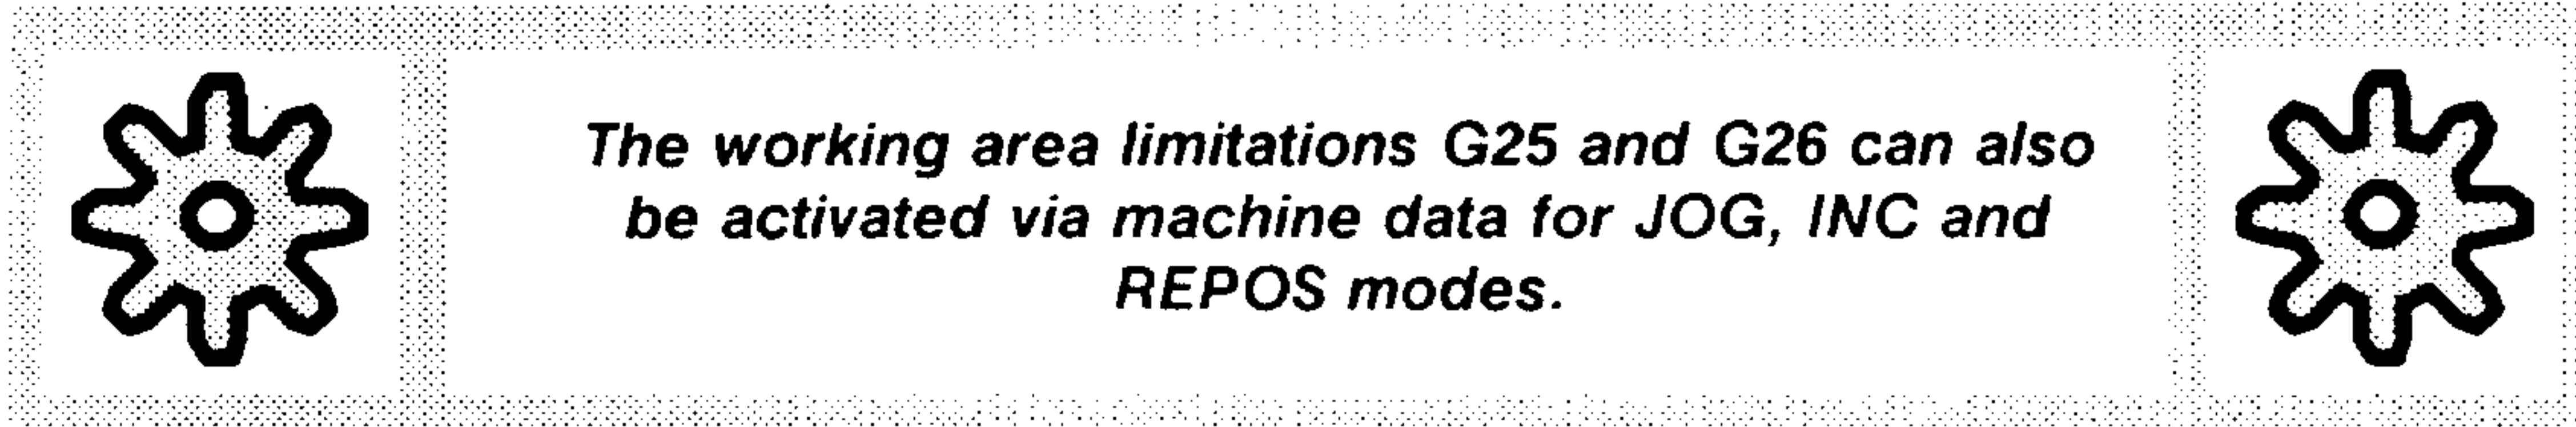 The working area limitations G25 and G26 can also
be activated via machine data for JOG, INC and
REPOS modes.